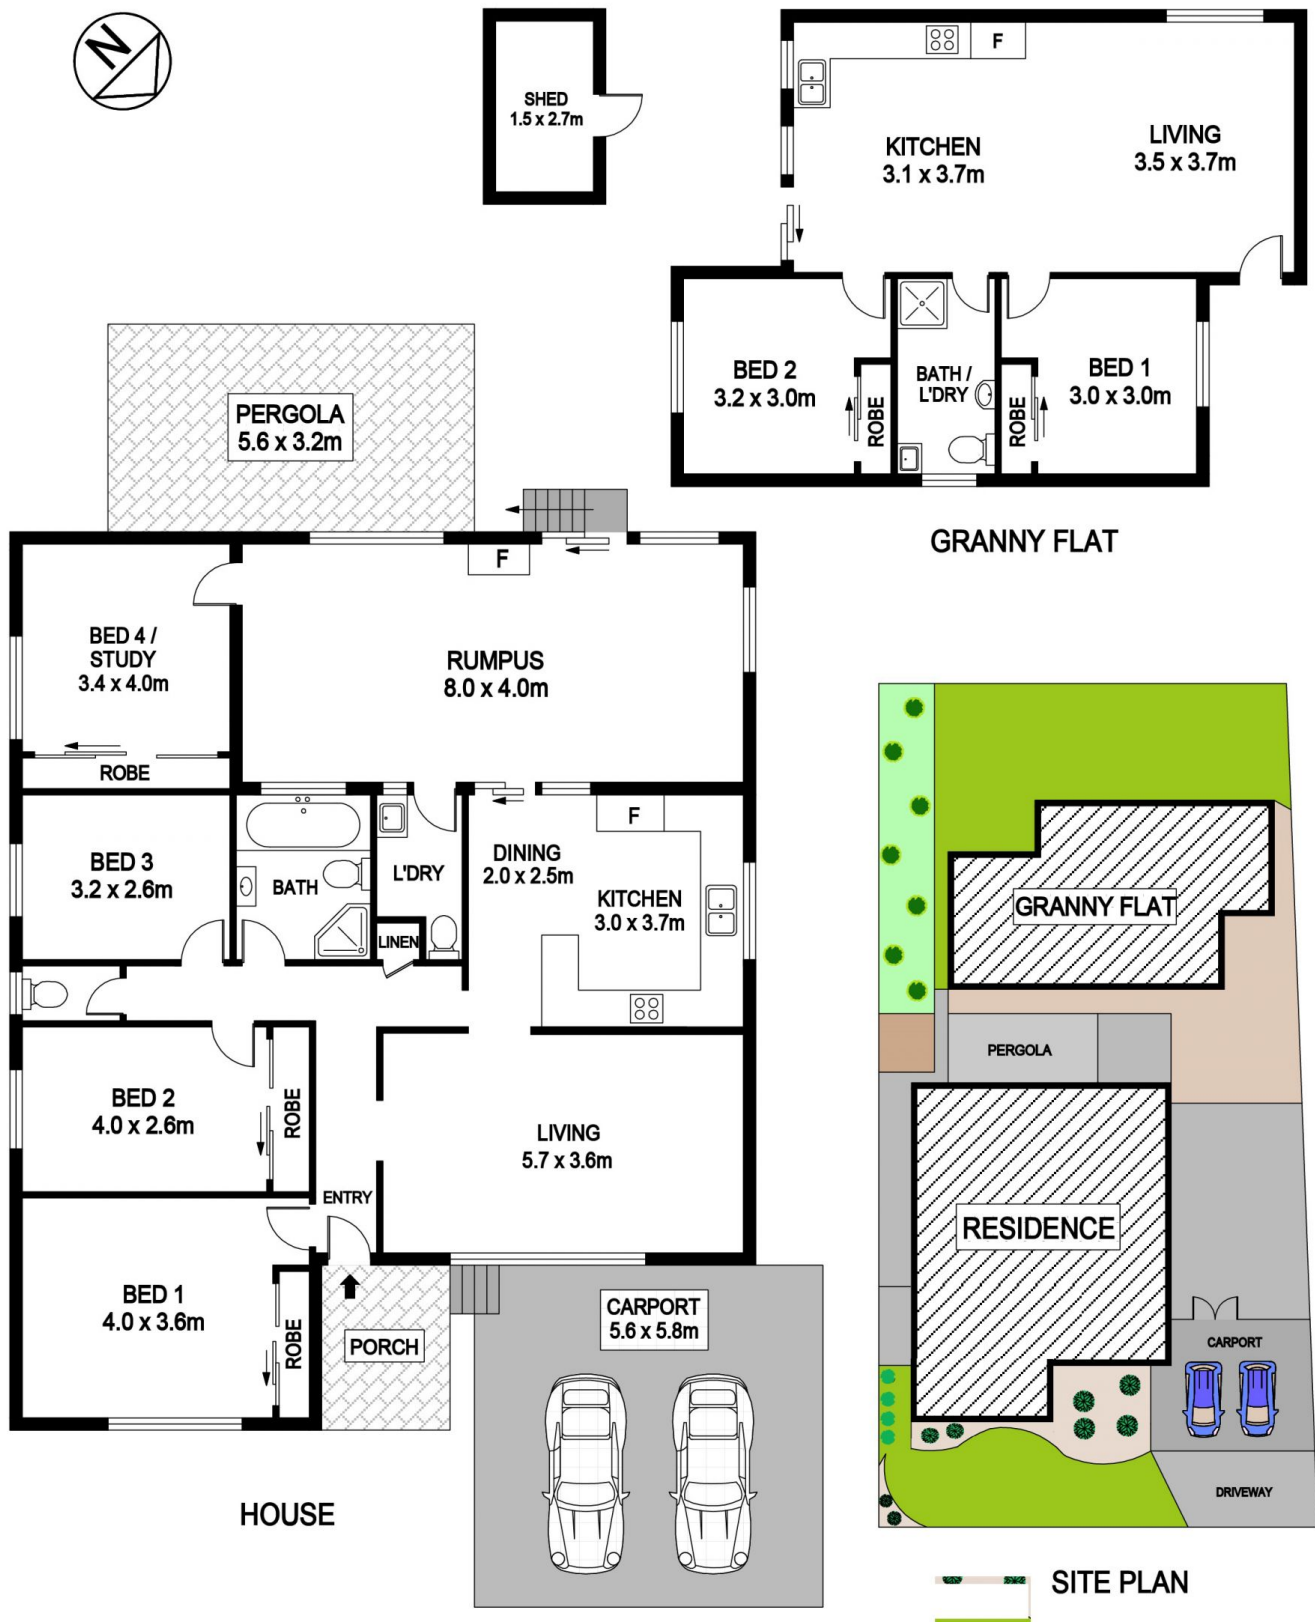 N
SHED
1.5 x 2.7m
F
KITCHEN
3.1 x 3.7m
LIVING
3.5 x 3.7m
BED 2
3.2 x 3.0m
ROBE
BATH /
L'DRY
ROBE
BED 1
3.0 x 3.0m
GRANNY FLAT
PERGOLA
5.6 x 3.2m
F
BED 4 /
STUDY
3.4 x 4.0m
ROBE
RUMPUS
8.0 x 4.0m
BED 3
3.2 x 2.6m
BATH
L'DRY
LINEN
DINING
2.0 x 2.5m
F
KITCHEN
3.0 x 3.7m
BED 2
4.0 x 2.6m
ROBE
LIVING
5.7 x 3.6m
ENTRY
BED 1
4.0 x 3.6m
ROBE
PORCH
CARPORT
5.6 x 5.8m
HOUSE
GRANNY FLAT
PERGOLA
RESIDENCE
CARPORT
DRIVEWAY
SITE PLAN